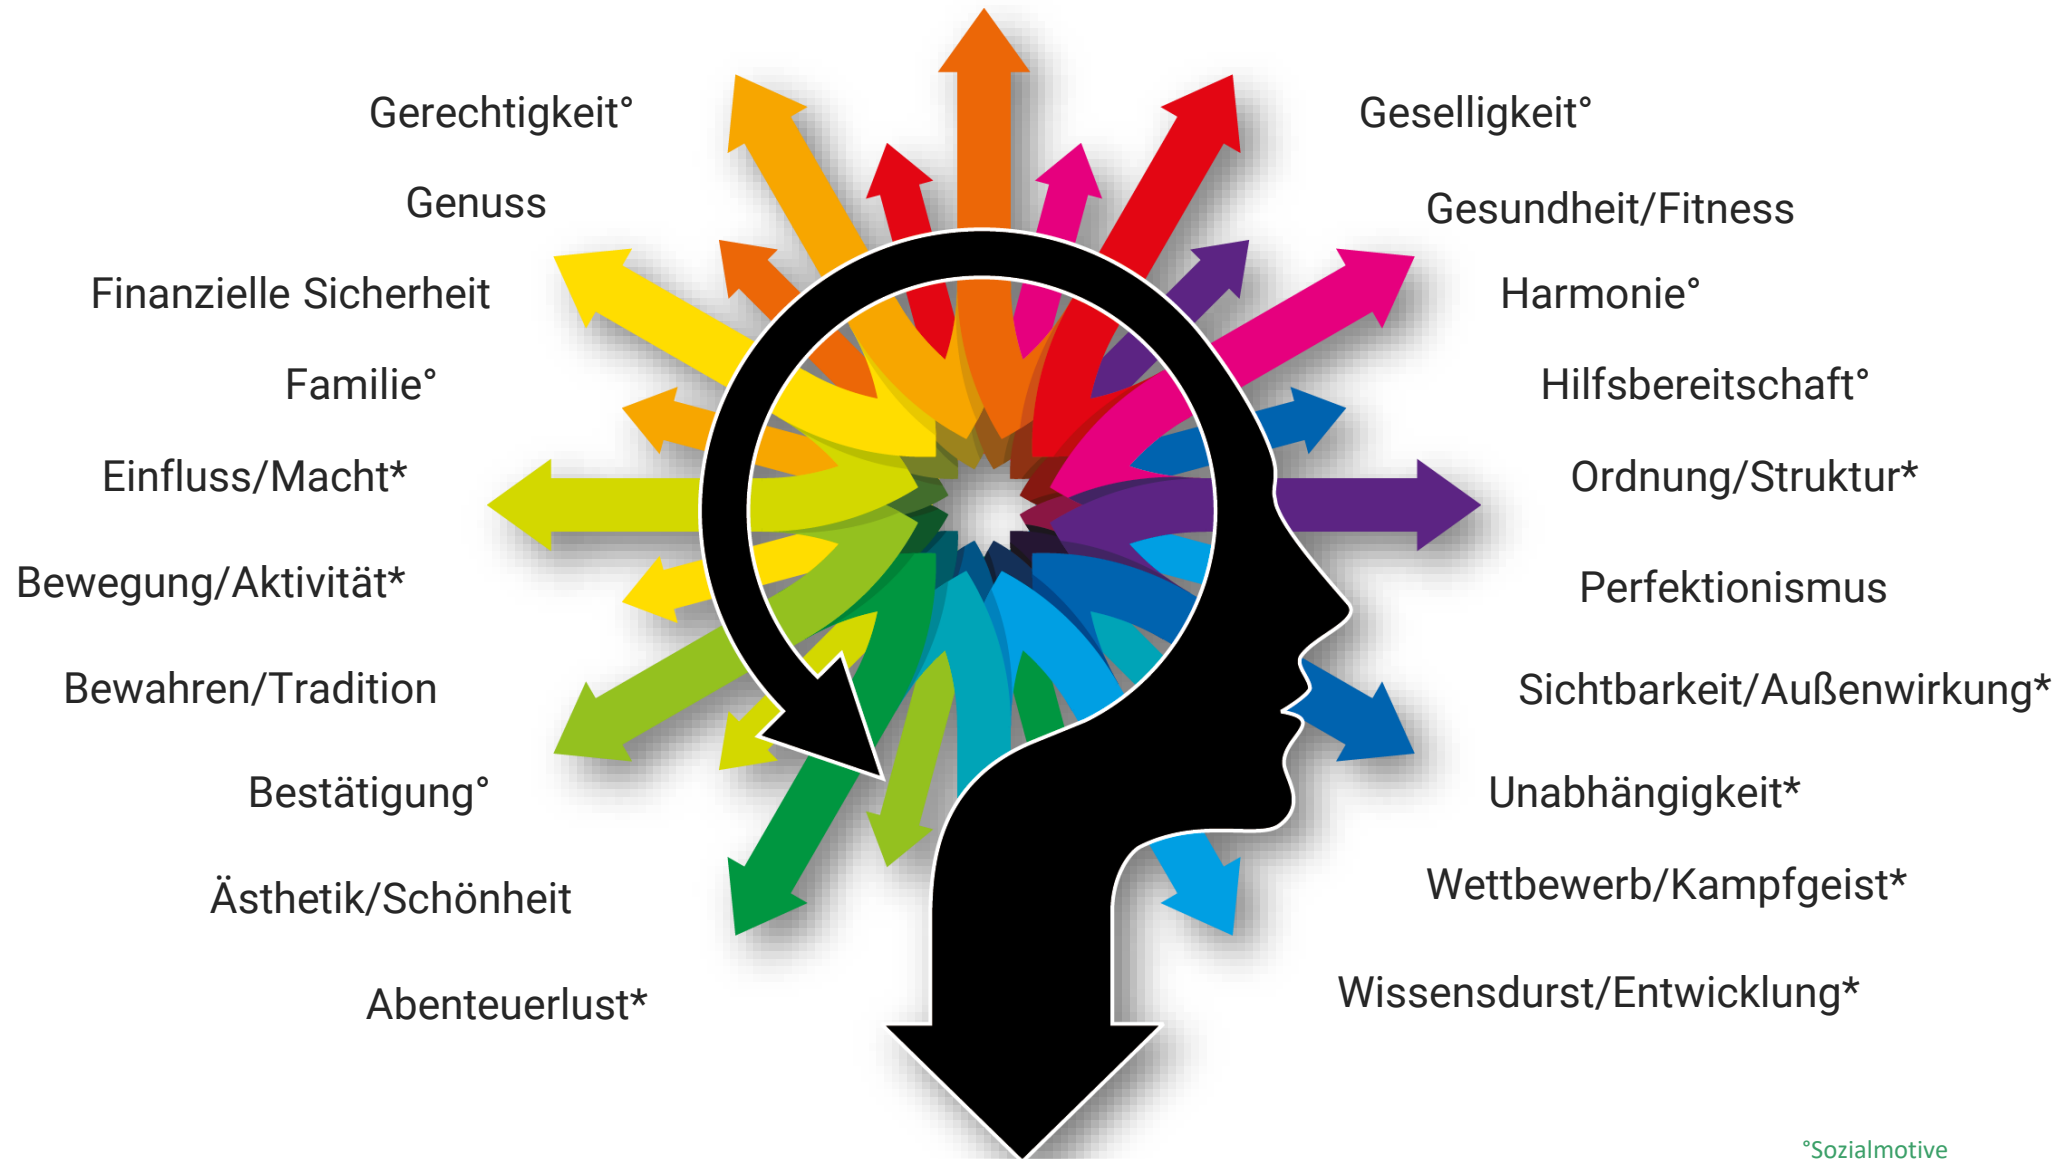 Gerechtigkeit°
Genuss
Finanzielle Sicherheit
Familie°
Einfluss/Macht*
Bewegung/Aktivität*
Bewahren/Tradition
Bestätigung°
Ästhetik/Schönheit
Abenteuerlust*
Geselligkeit°
Gesundheit/Fitness
Harmonie°
Hilfsbereitschaft°
Ordnung/Struktur*
Perfektionismus
Sichtbarkeit/Außenwirkung*
Unabhängigkeit*
Wettbewerb/Kampfgeist*
Wissensdurst/Entwicklung*
°Sozialmotive